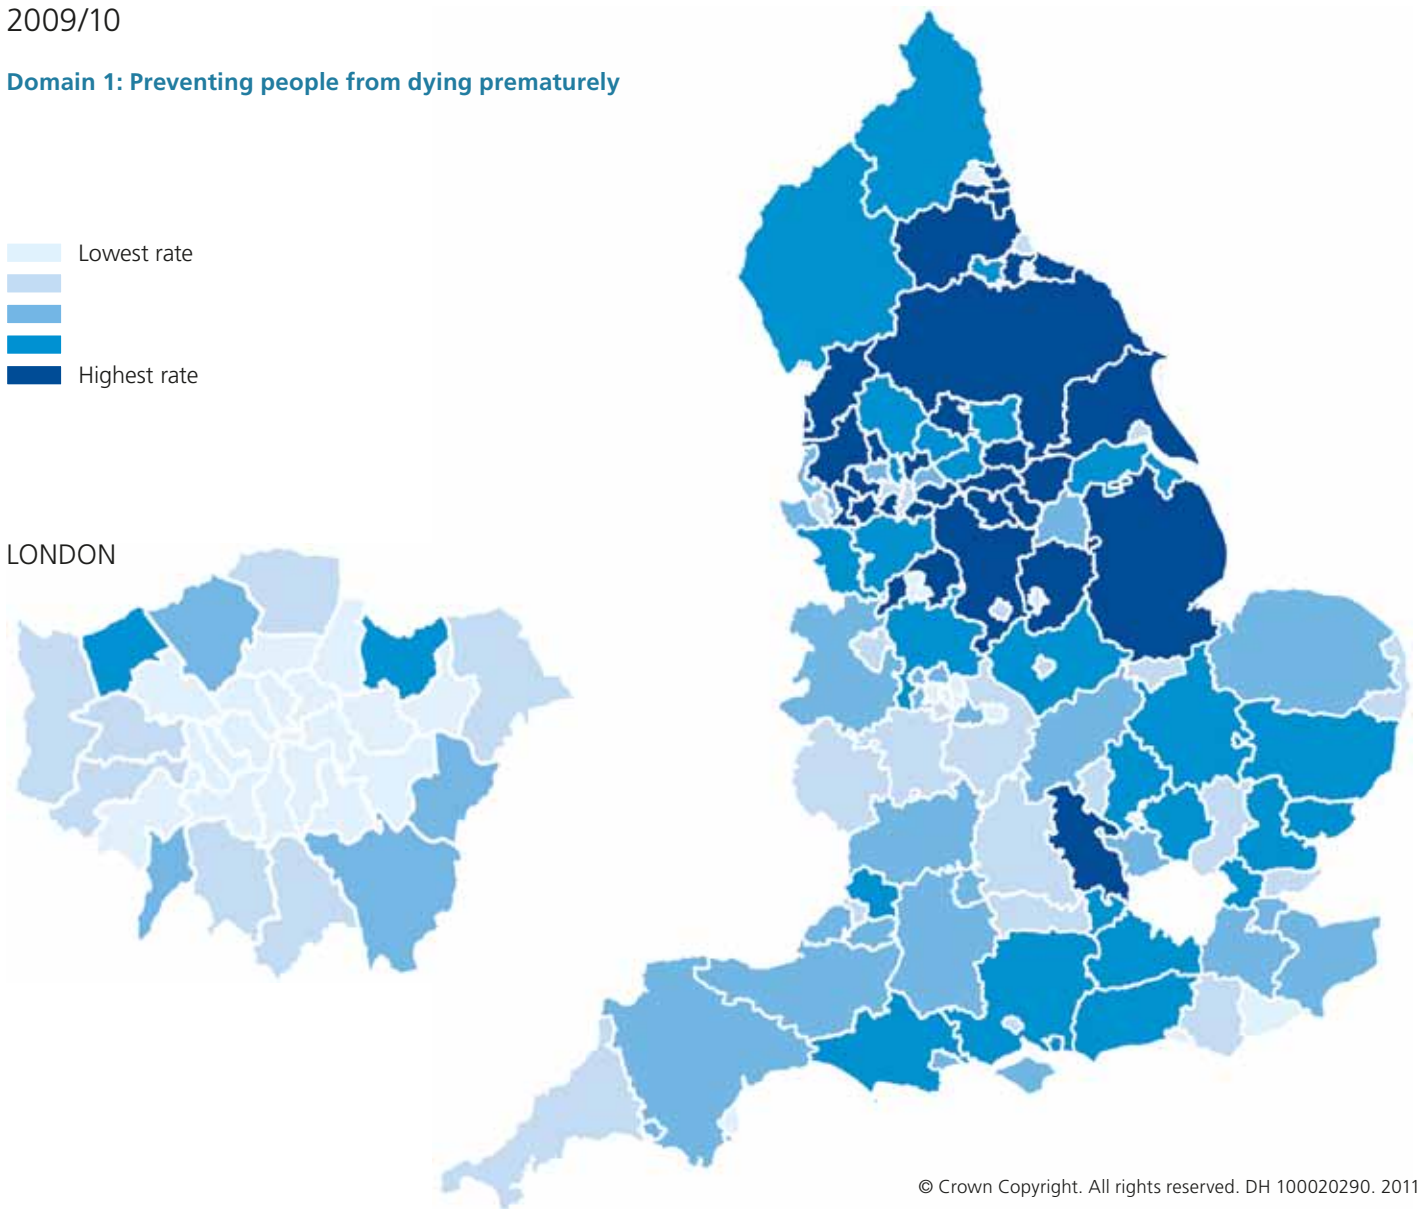 2009/10
Domain 1: Preventing people from dying prematurely
Lowest rate
Highest rate
LONDON
© Crown Copyright. All rights reserved. DH 100020290. 2011